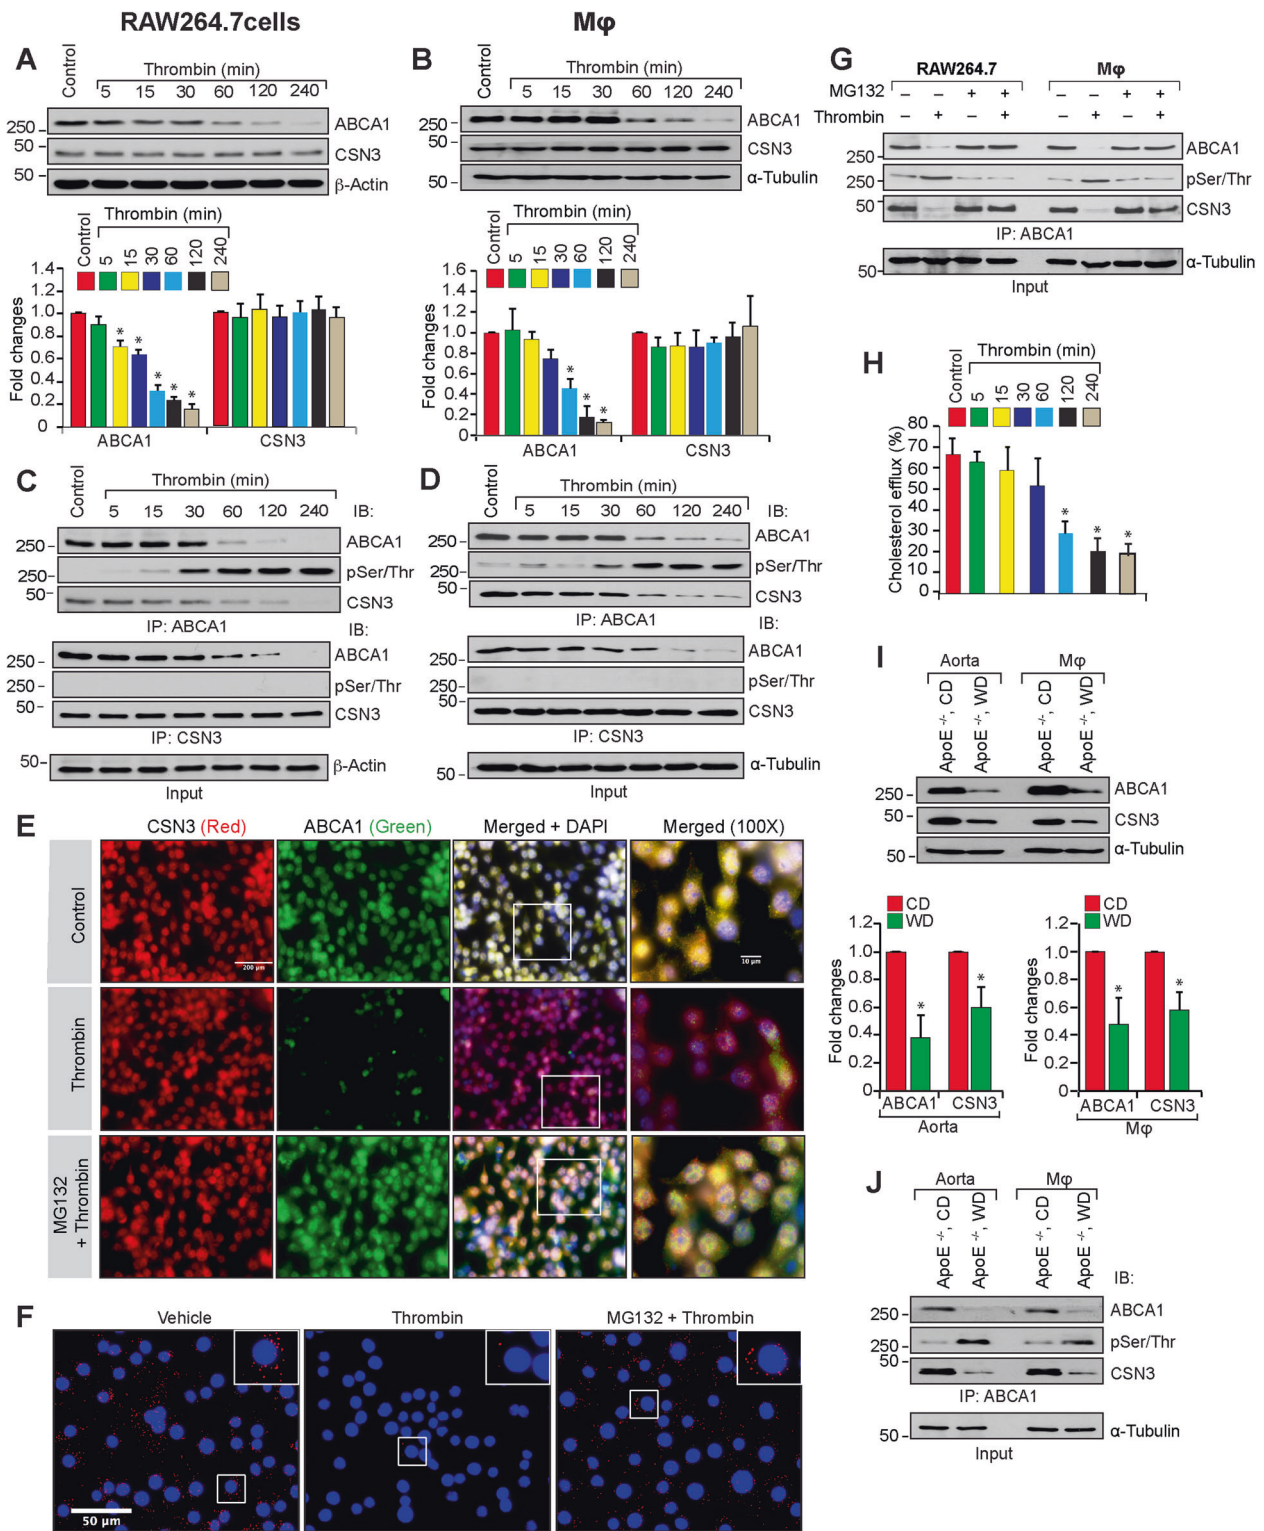 RAW264.7cells
Mφ
A
Control
Thrombin (min)
5 15 30 60 120 240
250
ABCA1
50
CSN3
50
β-Actin
Thrombin (min)
Control 5 15 30 60 120 240
Fold changes
1.4
1.2
1.0
0.8
0.6
0.4
0.2
0
* * * * *
ABCA1 CSN3
B
Control
Thrombin (min)
5 15 30 60 120 240
250
ABCA1
50
CSN3
50
α-Tubulin
Thrombin (min)
Control 5 15 30 60 120 240
Fold changes
1.6
1.4
1.2
1.0
0.8
0.6
0.4
0.2
0
* * *
ABCA1 CSN3
C
Control
Thrombin (min)
5 15 30 60 120 240 IB:
250
ABCA1
250
pSer/Thr
50
CSN3
IP: ABCA1 IB:
250
ABCA1
250
pSer/Thr
50
CSN3
IP: CSN3
50
β-Actin
Input
D
Control
Thrombin (min)
5 15 30 60 120 240 IB:
250
ABCA1
250
pSer/Thr
50
CSN3
IP: ABCA1 IB:
250
ABCA1
250
pSer/Thr
50
CSN3
IP: CSN3
50
α-Tubulin
Input
E
CSN3 (Red) ABCA1 (Green) Merged + DAPI Merged (100X)
Control
200 µm
10 µm
Thrombin
MG132
+ Thrombin
F
Vehicle Thrombin MG132 + Thrombin
50 µm
G
RAW264.7 Mφ
MG132 – – + + – – + +
Thrombin – + – + – + – +
250
ABCA1
250
pSer/Thr
50
CSN3
IP: ABCA1
50
α-Tubulin
Input
H
Thrombin (min)
Control 5 15 30 60 120 240
Cholesterol efflux (%)
80
70
60
50
40
30
20
10
0
* * *
I
Aorta Mφ
ApoE -/-, CD ApoE -/-, WD ApoE -/-, CD ApoE -/-, WD
250
ABCA1
50
CSN3
50
α-Tubulin
CD
WD
Fold changes
1.2
1.0
0.8
0.6
0.4
0.2
0
* *
ABCA1 CSN3
Aorta
CD
WD
Fold changes
1.2
1.0
0.8
0.6
0.4
0.2
0
* *
ABCA1 CSN3
Mφ
J
Aorta Mφ
ApoE -/-, CD ApoE -/-, WD ApoE -/-, CD ApoE -/-, WD IB:
250
ABCA1
250
pSer/Thr
50
CSN3
IP: ABCA1
50
α-Tubulin
Input